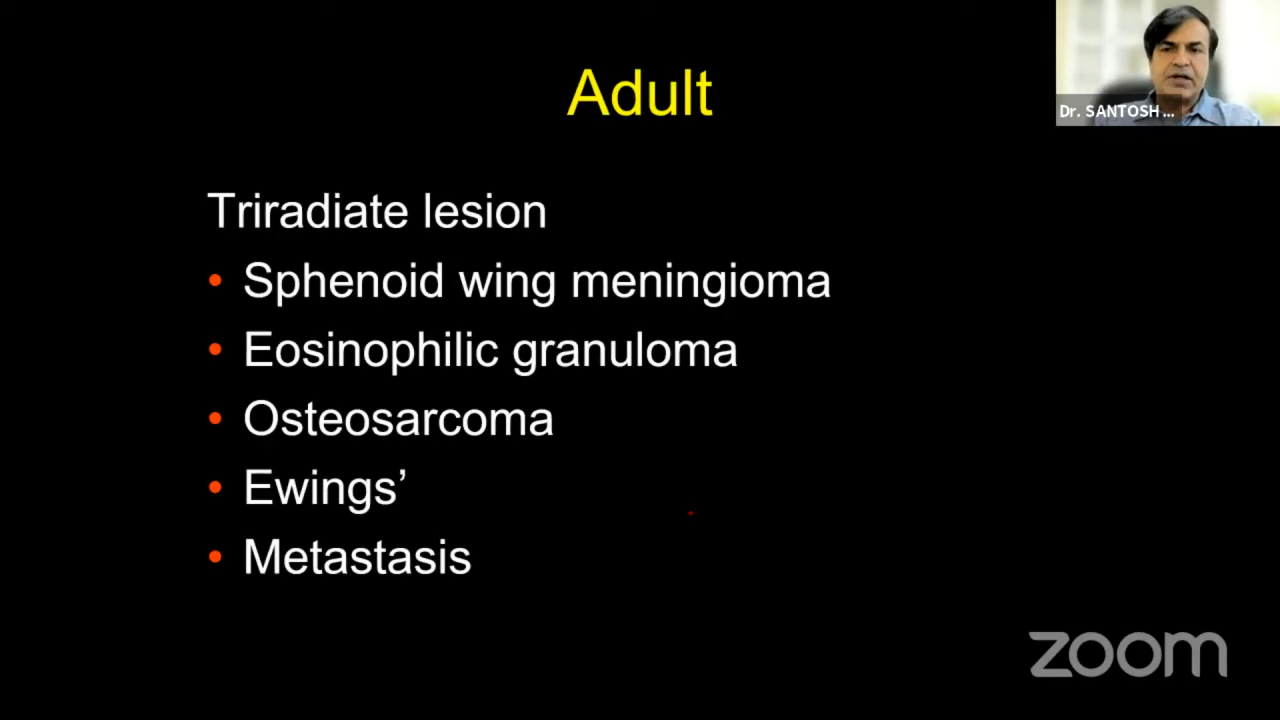 Adult
Dr. SANTOSH ...
Triradiate lesion
• Sphenoid wing meningioma
• Eosinophilic granuloma
• Osteosarcoma
• Ewings’
• Metastasis
zoom